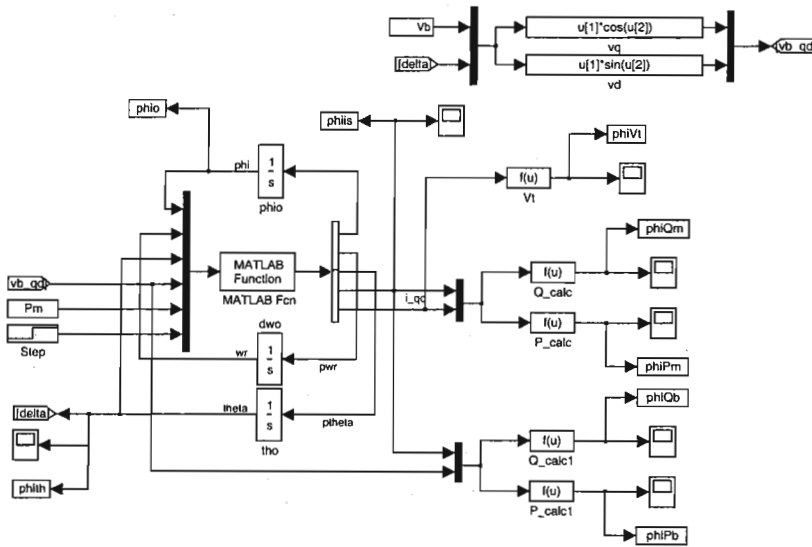 Vb
u[1]*cos(u[2])
vq
vb_qd
[delta
u[1]*sin(u[2])
vd
phio
phiis
phiVt
phi
1
s
phio
f(u)
Vt
phiQm
vb_qd
MATLAB
Function
MATLAB Fcn
i_qd
f(u)
Q_calc
Pm
Step
dwo
wr
1
s
pwr
f(u)
P_calc
phiPm
[delta
theta
1
s
ptheta
tho
phiQb
f(u)
Q_calc1
phith
f(u)
P_calc1
phiPb